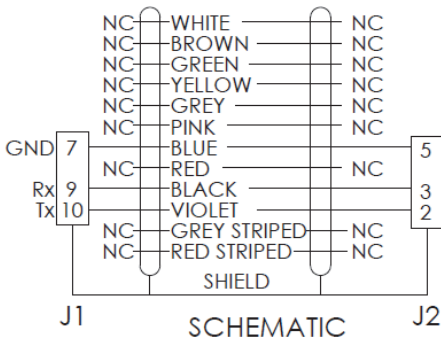 NC WHITE NC
NC BROWN NC
NC GREEN NC
NC YELLOW NC
NC GREY NC
NC PINK NC
GND 7 BLUE 5
NC RED NC
Rx 9 BLACK 3
Tx 10 VIOLET 2
NC GREY STRIPED NC
NC RED STRIPED NC
SHIELD
J1 SCHEMATIC J2